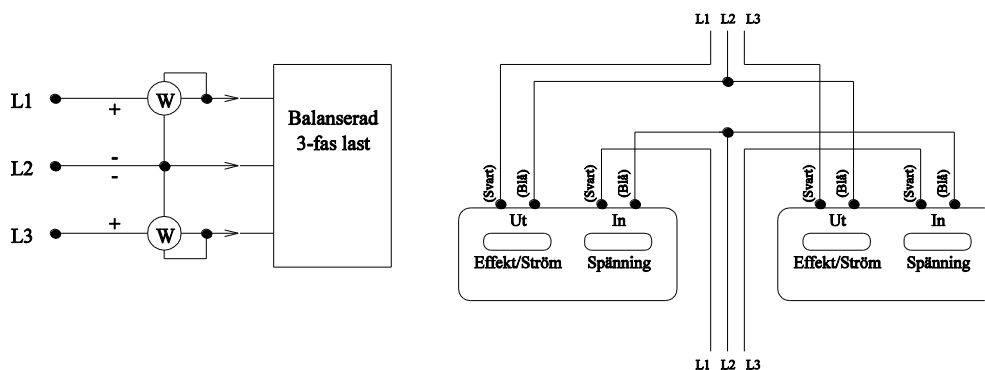 L1
+
W
L2
-
-
L3
+
W
Balanserad
3-fas last
L1 L2 L3
(Svart)
(Blå)
(Svart)
(Blå)
(Svart)
(Blå)
(Svart)
(Blå)
Ut In
Effekt/Ström Spänning
Ut In
Effekt/Ström Spänning
L1 L2 L3